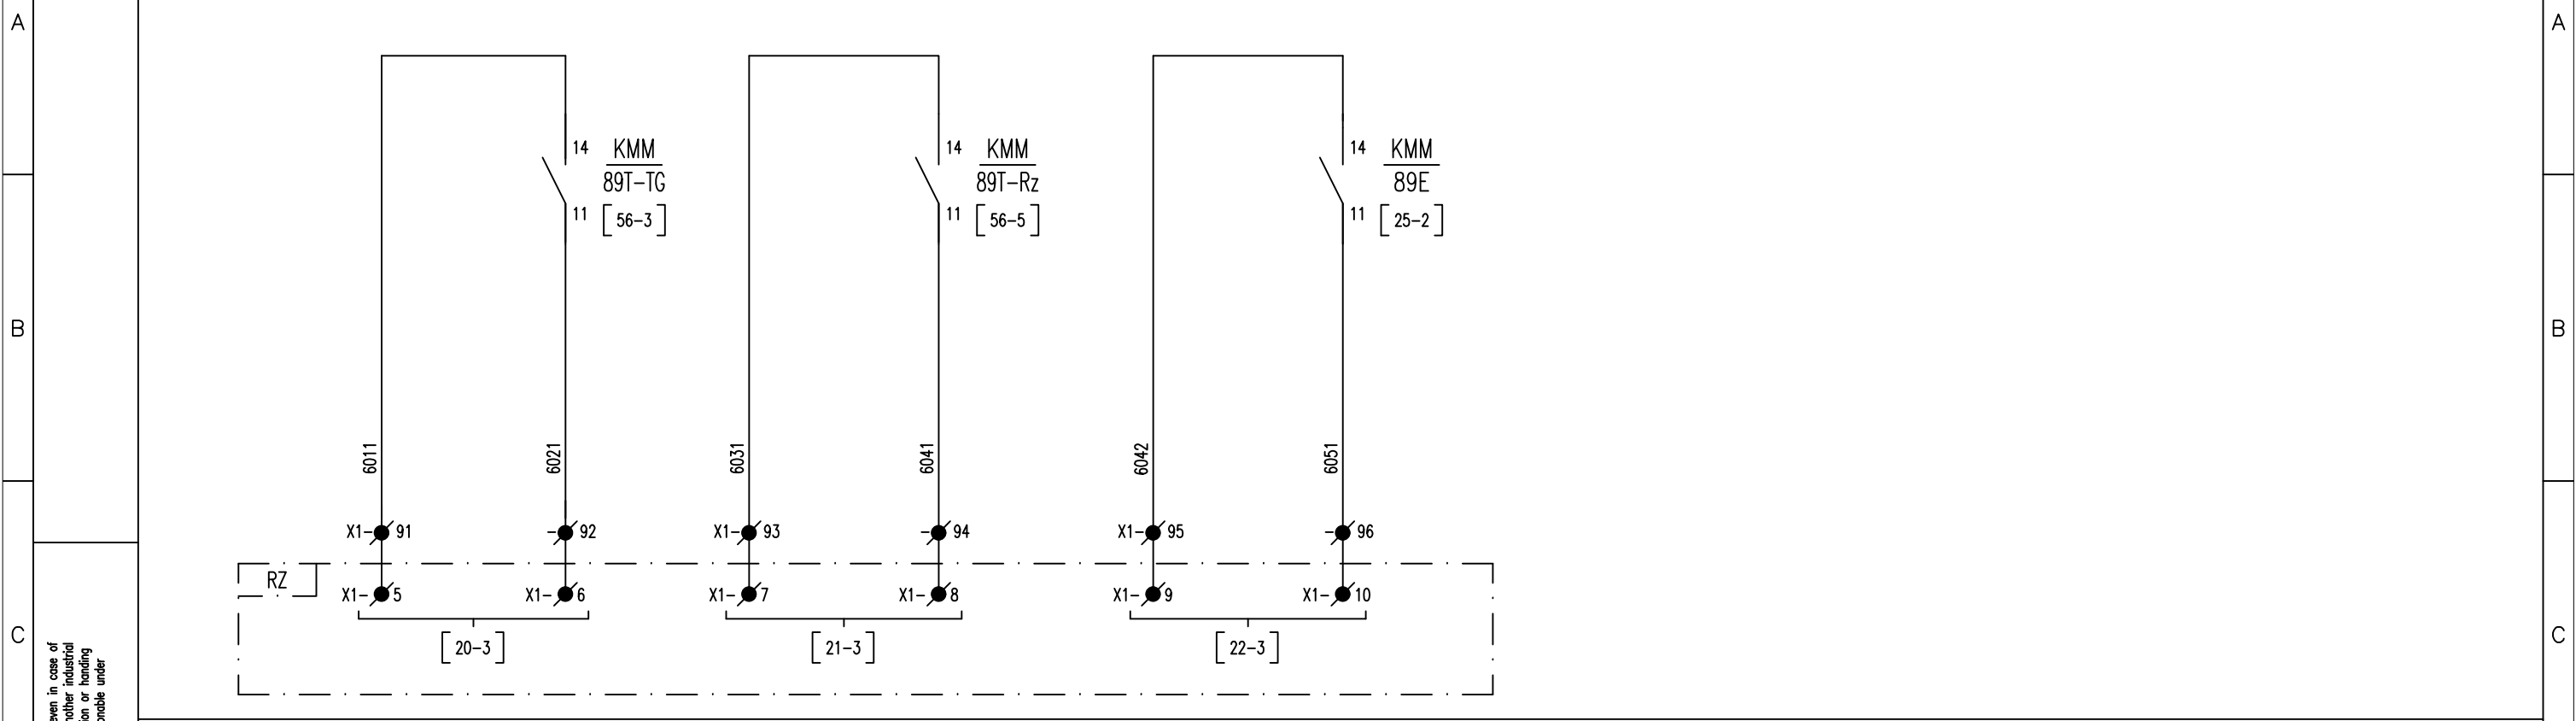 A
A
14 KMM
89T-TG
11 [56-3]
14 KMM
89T-Rz
11 [56-5]
14 KMM
89E
11 [25-2]
B
B
6011
6021
6031
6041
6042
6051
X1- 91
- 92
X1- 93
- 94
X1- 95
- 96
RZ
X1- 5
X1- 6
X1- 7
X1- 8
X1- 9
X1- 10
[20-3]
[21-3]
[22-3]
C
C
even in case of
nother industrial
ion or handing
onable under